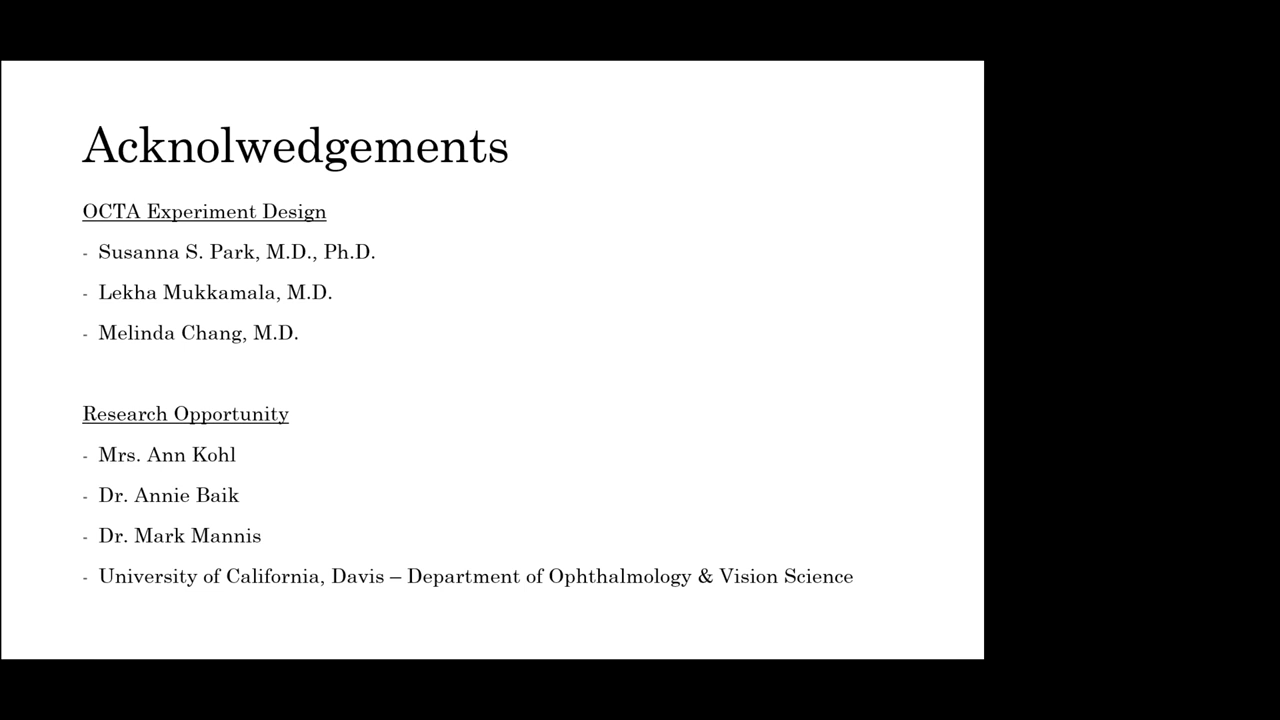 Acknolwedgements
OCTA Experiment Design
- Susanna S. Park, M.D., Ph.D.
- Lekha Mukkamala, M.D.
- Melinda Chang, M.D.
Research Opportunity
- Mrs. Ann Kohl
- Dr. Annie Baik
- Dr. Mark Mannis
- University of California, Davis – Department of Ophthalmology & Vision Science